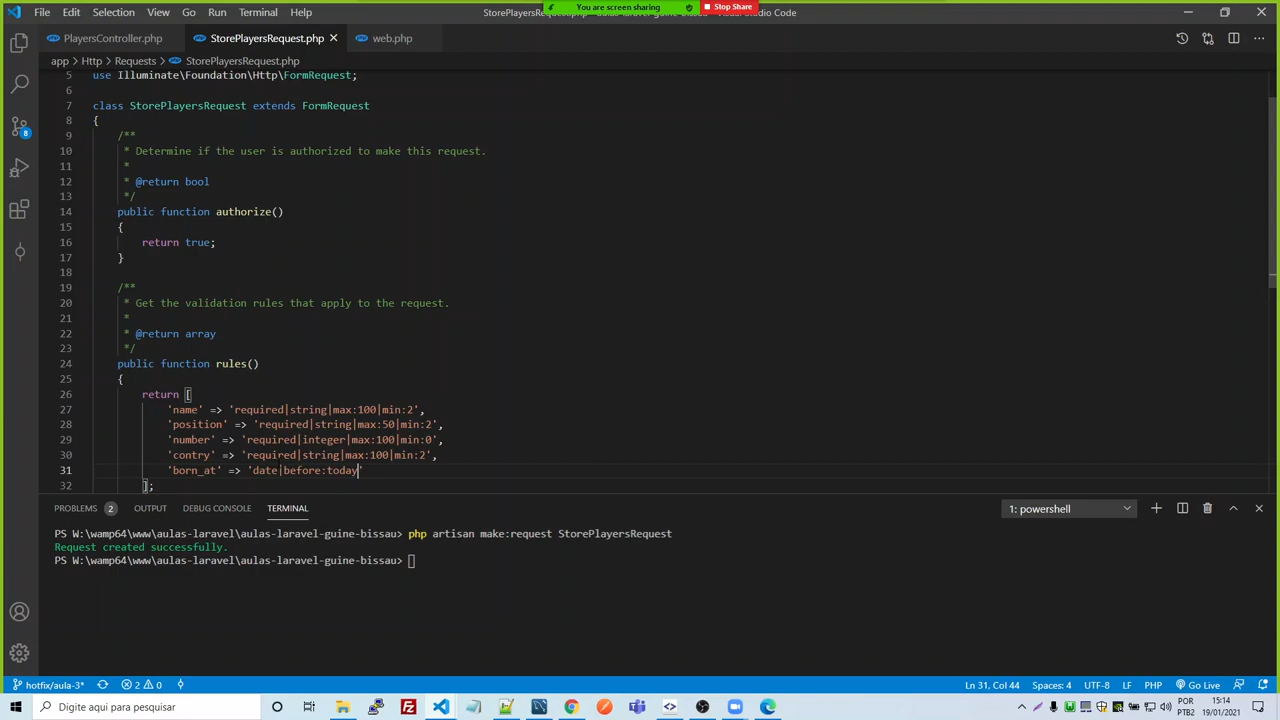 You are screen sharing
Stop Share
File Edit Selection View Go Run Terminal Help
PlayersController.php StorePlayersRequest.php web.php
app > Http > Requests > StorePlayersRequest.php
5 use Illuminate\Foundation\Http\FormRequest;
6
7 class StorePlayersRequest extends FormRequest
8 {
9 /**
10 * Determine if the user is authorized to make this request.
11 *
12 * @return bool
13 */
14 public function authorize()
15 {
16 return true;
17 }
18
19 /**
20 * Get the validation rules that apply to the request.
21 *
22 * @return array
23 */
24 public function rules()
25 {
26 return [
27 'name' => 'required|string|max:100|min:2',
28 'position' => 'required|string|max:50|min:2',
29 'number' => 'required|integer|max:100|min:0',
30 'contry' => 'required|string|max:100|min:2',
31 'born_at' => 'date|before:today'
32 ];
8
PROBLEMS 2 OUTPUT DEBUG CONSOLE TERMINAL 1: powershell
PS W:\wamp64\www\aulas-laravel\aulas-laravel-guine-bissau> php artisan make:request StorePlayersRequest
Request created successfully.
PS W:\wamp64\www\aulas-laravel\aulas-laravel-guine-bissau>
hotfix/aula-3* 2 0 Ln 31, Col 44 Spaces: 4 UTF-8 LF PHP Go Live
Digite aqui para pesquisar
POR
PTB2
15:14
19/01/2021